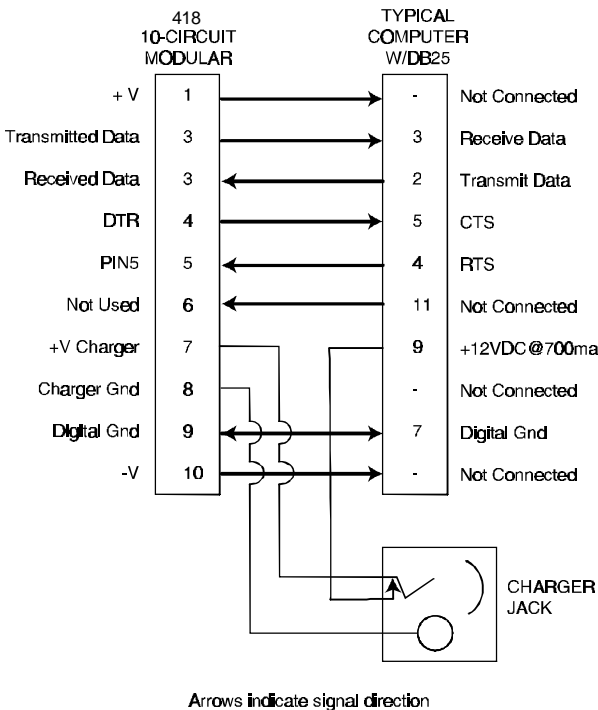 418
10-CIRCUIT
MODULAR
TYPICAL
COMPUTER
W/DB25
+ V 1 - Not Connected
Transmitted Data 3 3 Receive Data
Received Data 3 2 Transmit Data
DTR 4 5 CTS
PIN5 5 4 RTS
Not Used 6 11 Not Connected
+V Charger 7 9 +12VDC@700ma
Charger Gnd 8 - Not Connected
Digital Gnd 9 7 Digital Gnd
-V 10 - Not Connected
CHARGER
JACK
Arrows indicate signal direction